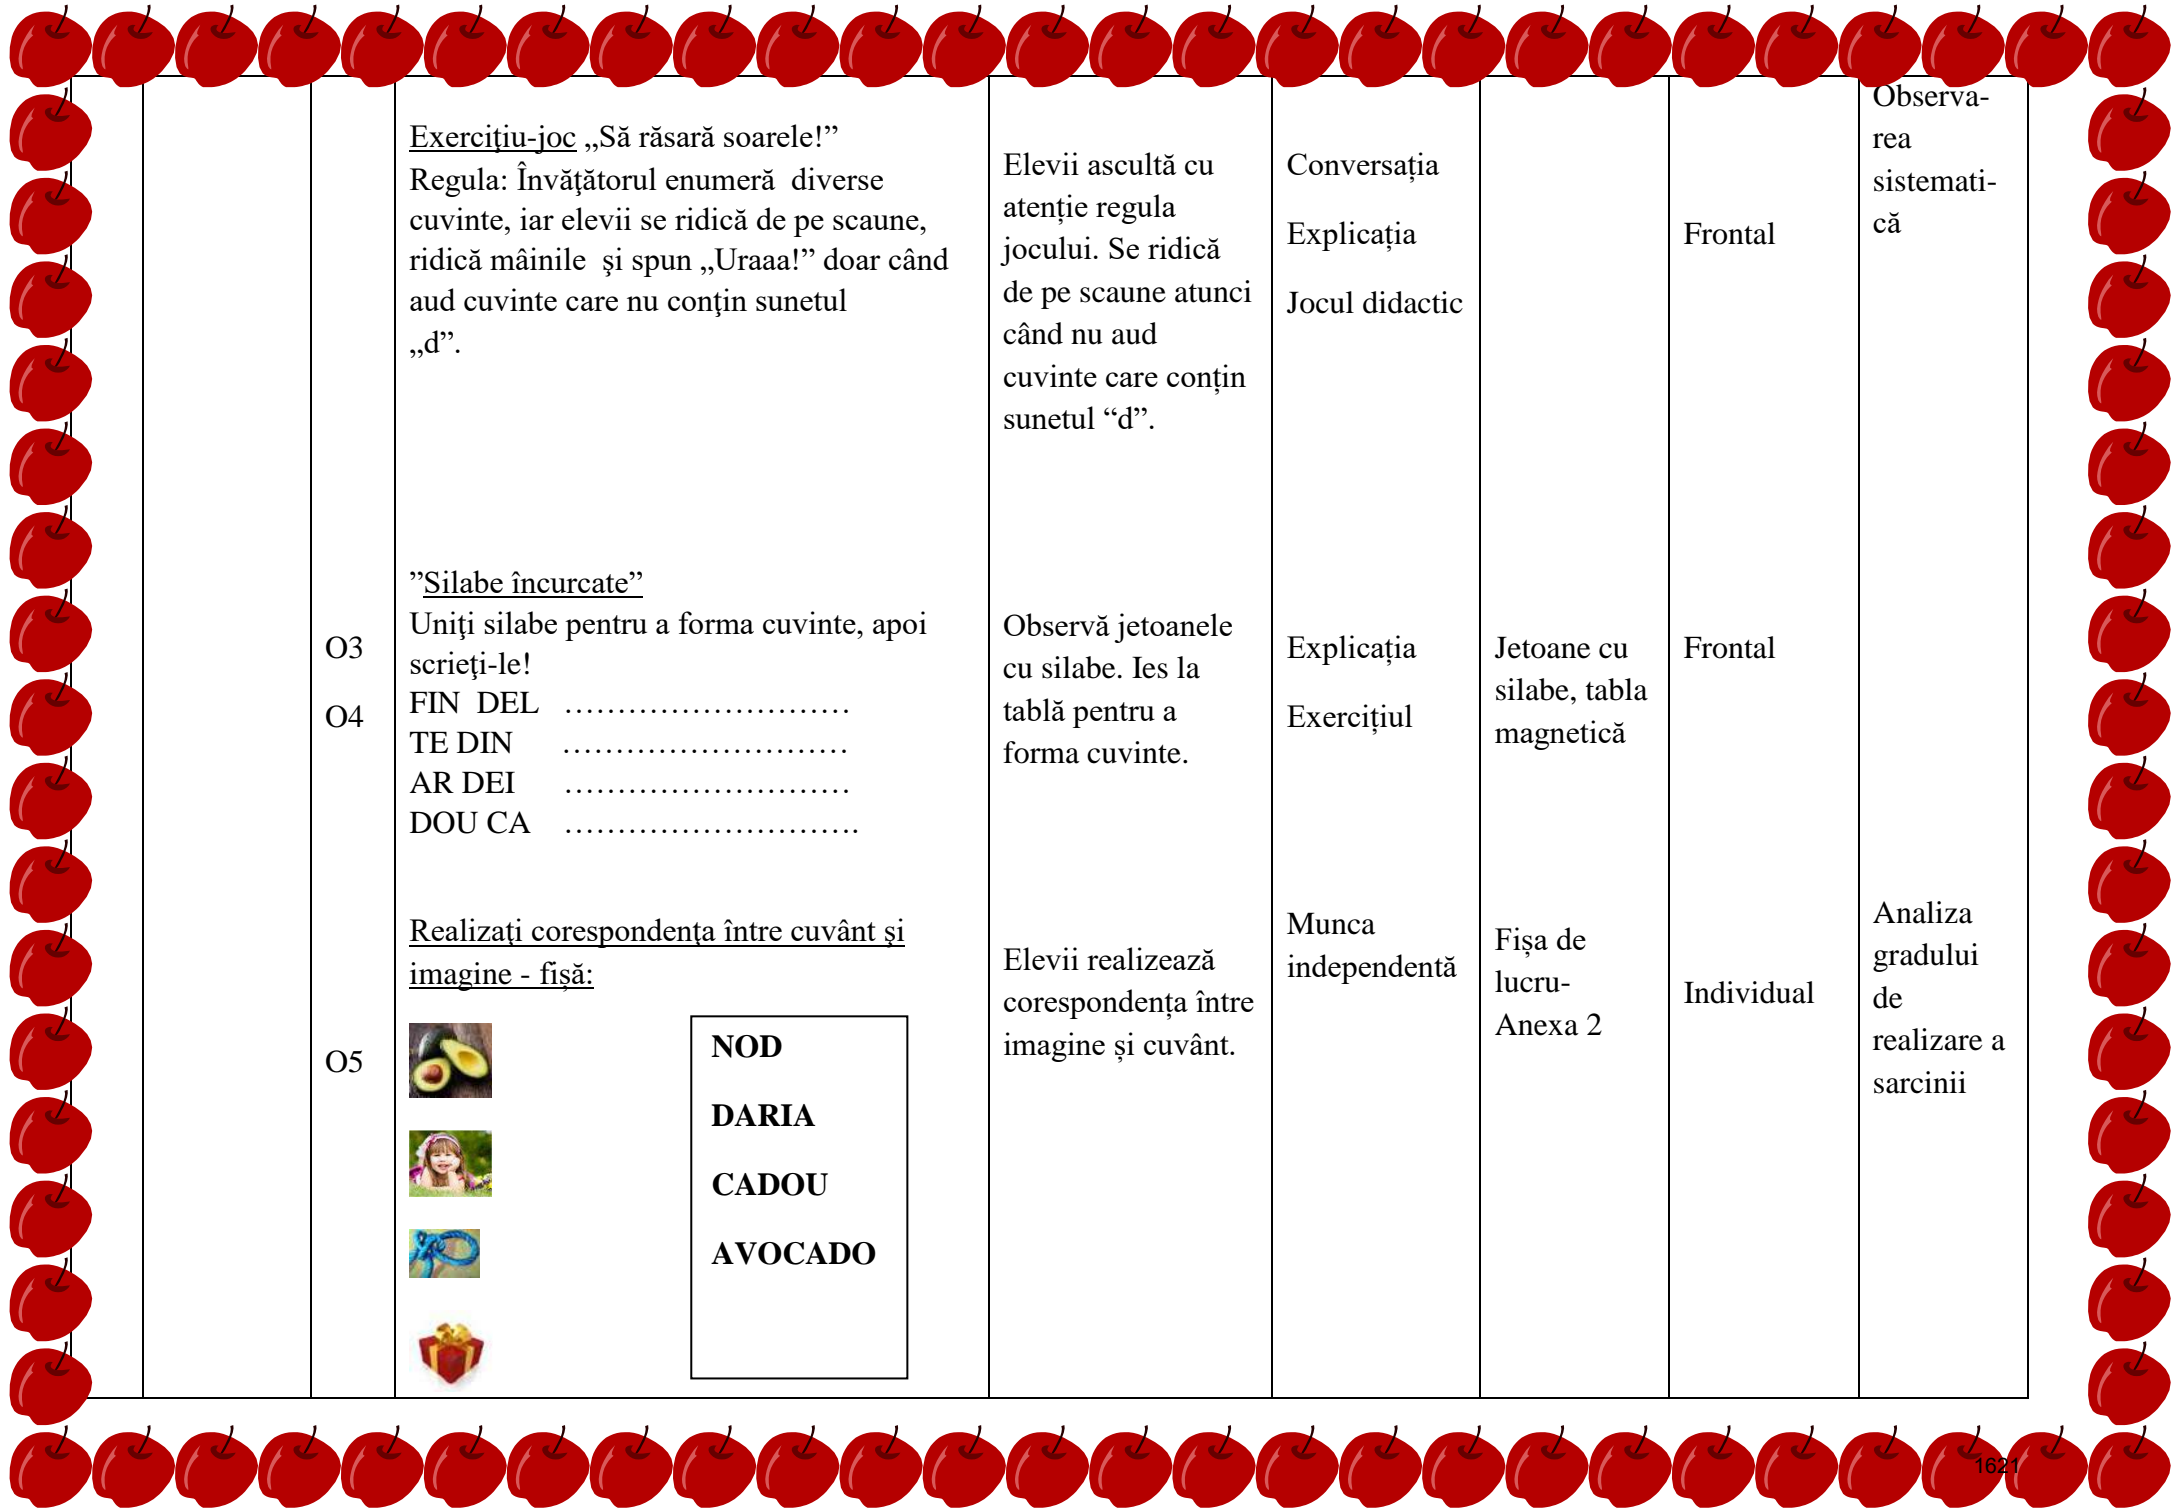 Exerciţiu-joc „Să răsară soarele!”
Regula: Învăţătorul enumeră  diverse
cuvinte, iar elevii se ridică de pe scaune,
ridică mâinile  şi spun „Uraaa!” doar când
aud cuvinte care nu conţin sunetul
„d”.
Elevii ascultă cu
atenție regula
jocului. Se ridică
de pe scaune atunci
când nu aud
cuvinte care conțin
sunetul “d”.
Conversația
Explicația
Jocul didactic
Frontal
Observa-
rea
sistemati-
că
O3
O4
”Silabe încurcate”
Uniţi silabe pentru a forma cuvinte, apoi
scrieţi-le!
FIN  DEL ………………………
TE DIN ………………………
AR DEI ………………………
DOU CA ……………………….
Observă jetoanele
cu silabe. Ies la
tablă pentru a
forma cuvinte.
Explicația
Exercițiul
Jetoane cu
silabe, tabla
magnetică
Frontal
O5
Realizați corespondența între cuvânt și
imagine - fișă:
NOD
DARIA
CADOU
AVOCADO
Elevii realizează
corespondența între
imagine și cuvânt.
Munca
independentă
Fișa de
lucru-
Anexa 2
Individual
Analiza
gradului
de
realizare a
sarcinii
1621